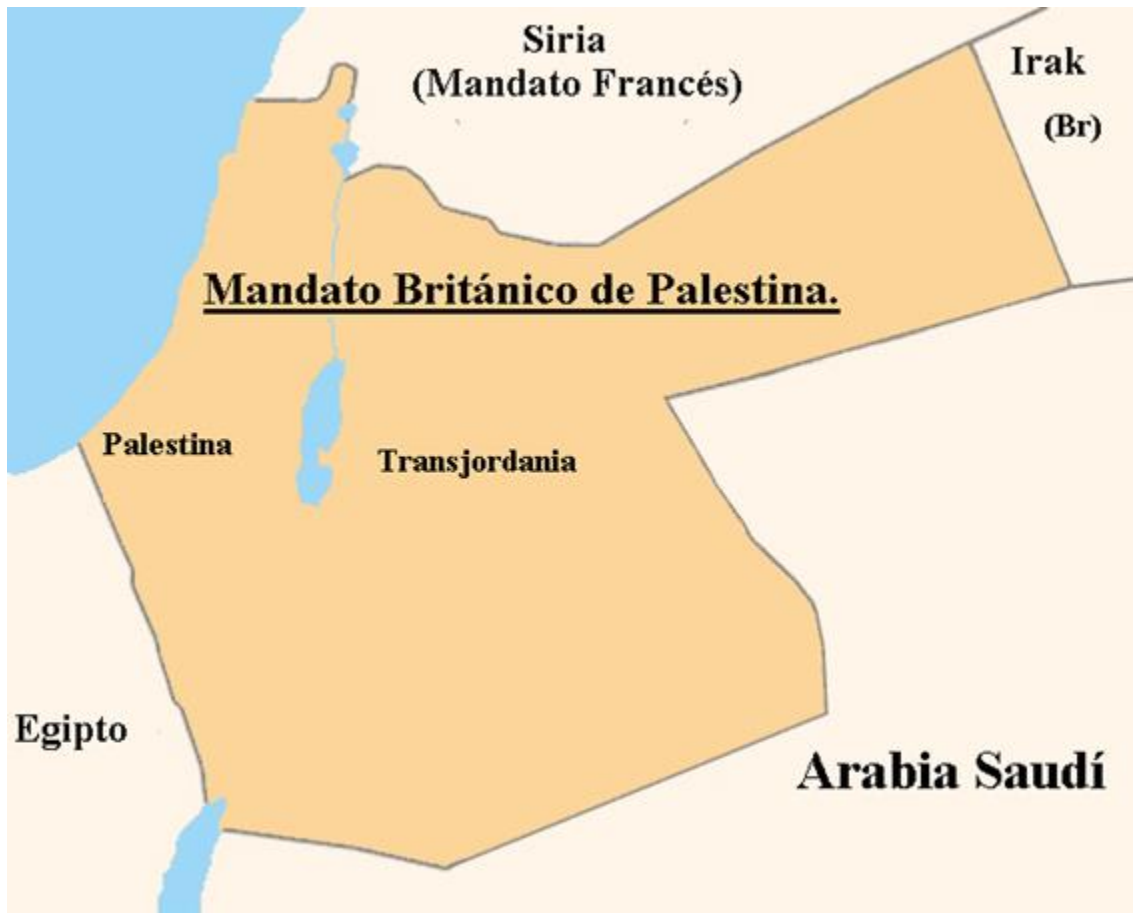 Siria
(Mandato Francés)
Irak
(Br)
Mandato Británico de Palestina.
Palestina
Transjordania
Egipto
Arabia Saudí